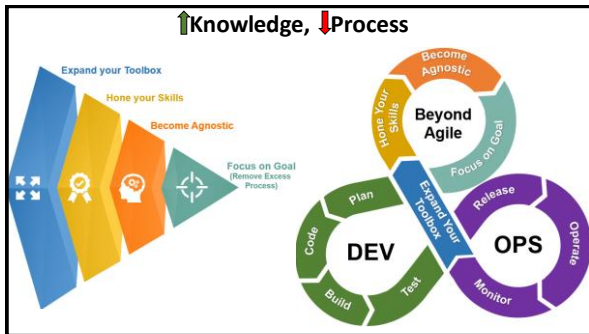 Knowledge, Process
Expand your Toolbox
Hone your Skills
Become Agnostic
Focus on Goal
(Remove Excess
Process)
Become
Agnostic
Hone Your
Skills
Beyond
Agile
Focus on Goal
Expand Your
Toolbox
Plan
Code
Build
Test
DEV
Release
Operate
Monitor
OPS